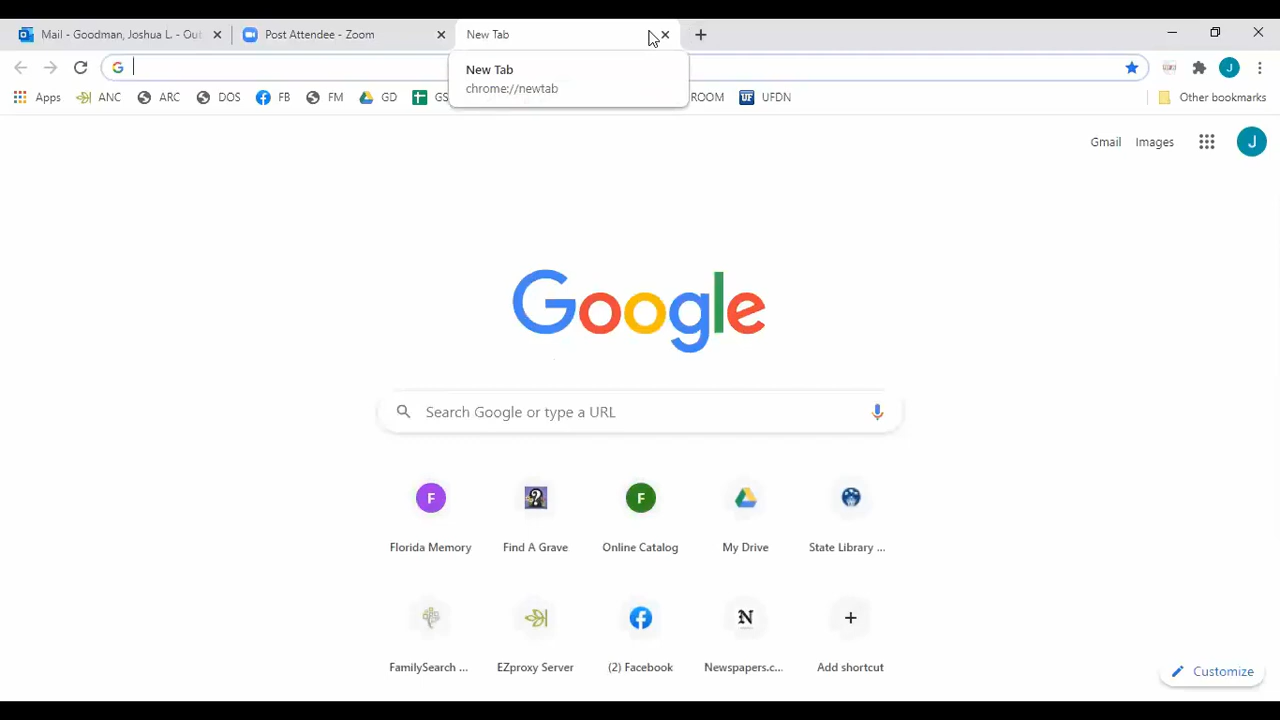 Mail - Goodman, Joshua L. - Out
Post Attendee - Zoom
New Tab
New Tab
chrome://newtab
Apps
ANC
ARC
DOS
FB
FM
GD
GS
ROOM
UFDN
Other bookmarks
Gmail
Images
J
Google
Search Google or type a URL
Florida Memory
Find A Grave
Online Catalog
My Drive
State Library ...
FamilySearch ...
EZproxy Server
(2) Facebook
Newspapers.c...
Add shortcut
Customize